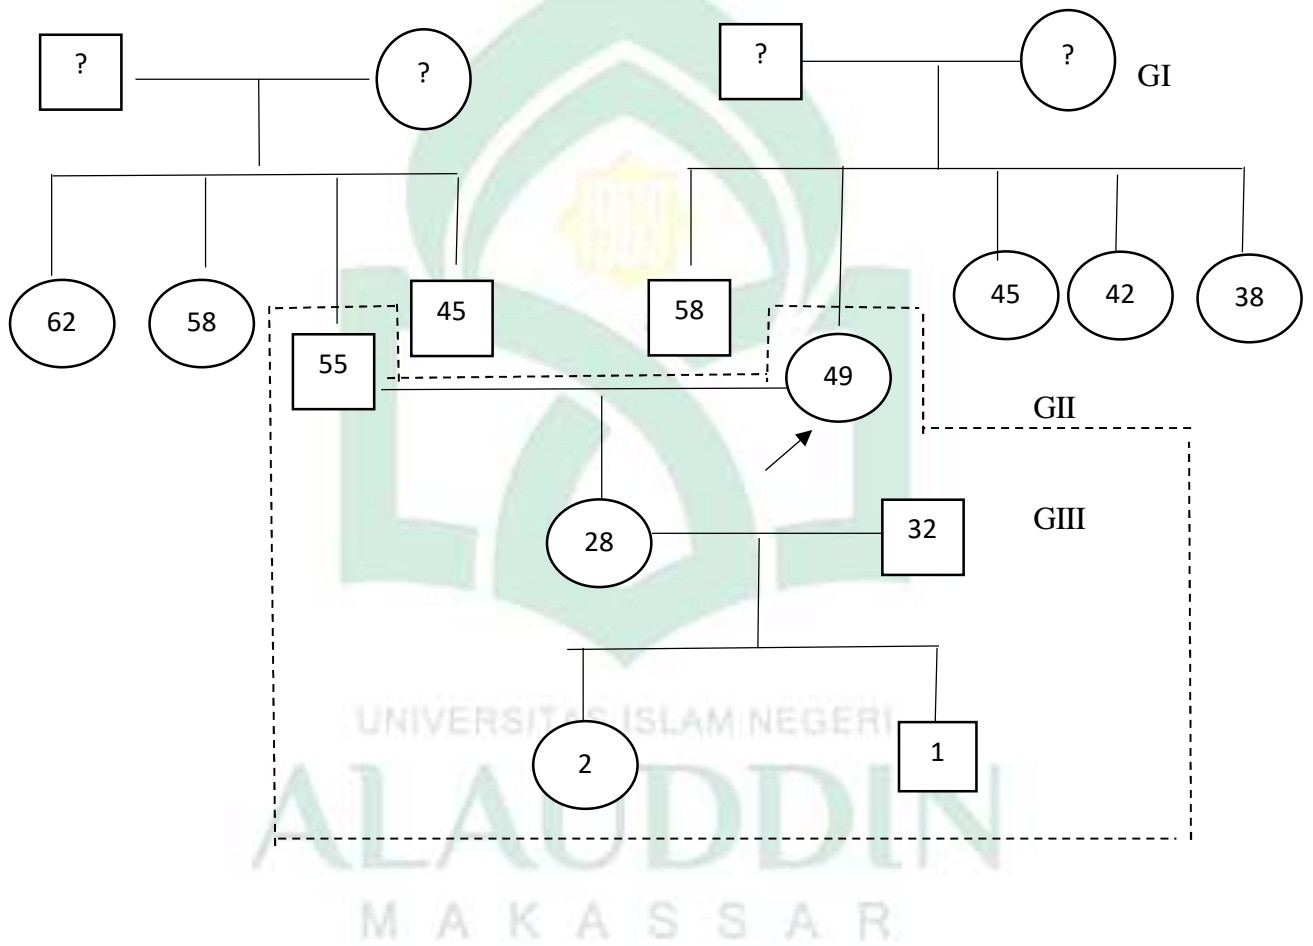 ? ? ? ? GI
62 58 55 45 58 49 45 42 38
GII
28 32 GIII
2 1
UNIVERSITAS ISLAM NEGERI
ALAUDDIN
MAKASSAR